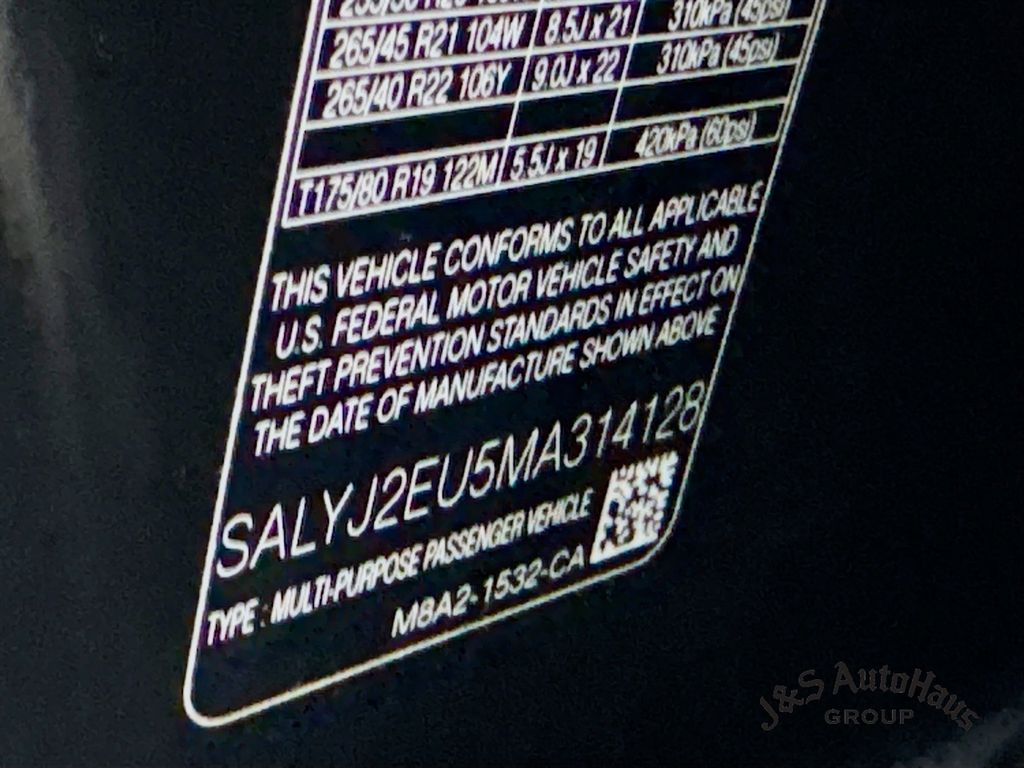 265/45 R21 104W 8.5J x 21 310kPa (45psi)
265/40 R22 106Y 9.0J x 22 310kPa (45psi)
T175/80 R19 122M 5.5J x 19 420kPa (60psi)
THIS VEHICLE CONFORMS TO ALL APPLICABLE
U.S. FEDERAL MOTOR VEHICLE SAFETY AND
THEFT PREVENTION STANDARDS IN EFFECT ON
THE DATE OF MANUFACTURE SHOWN ABOVE
SALYJ2EU5MA314128
TYPE : MULTI-PURPOSE PASSENGER VEHICLE
M8A2-1532-CA
J&S AutoHaus
GROUP